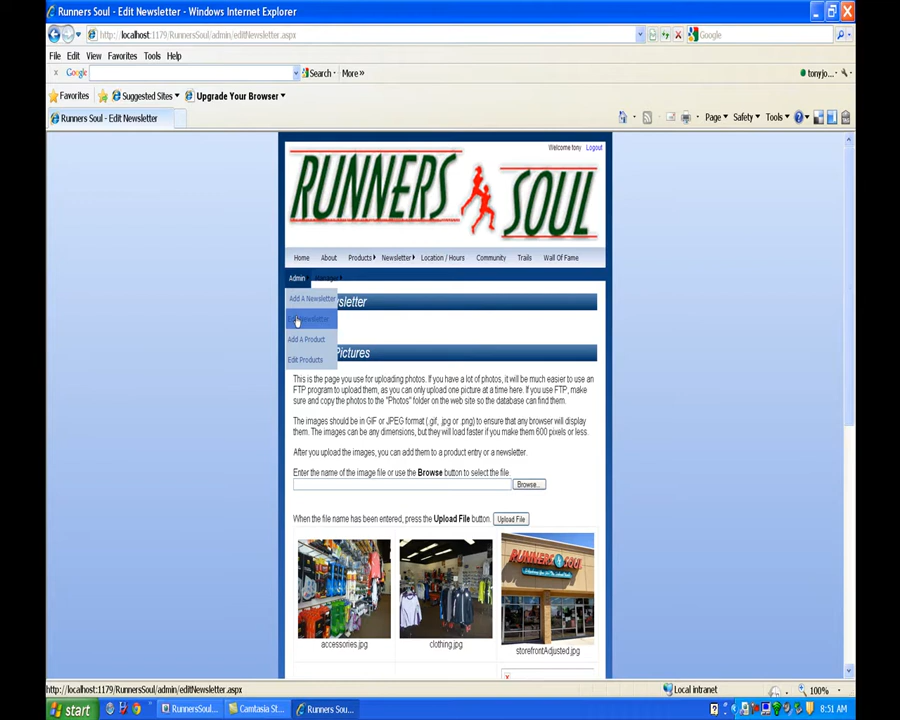 Runners Soul - Edit Newsletter - Windows Internet Explorer
http://localhost:1179/RunnersSoul/admin/editNewsletter.aspx
Google
File Edit View Favorites Tools Help
x Google Search More »
tonyjo...
Favorites Suggested Sites Upgrade Your Browser
Runners Soul - Edit Newsletter
Page Safety Tools
Welcome tony Logout
RUNNERS SOUL
Home About Products Newsletter Location / Hours Community Trails Wall Of Fame
Admin
Add A Newsletter
Add A Product
Edit Products
Pictures
This is the page you use for uploading photos. If you have a lot of photos, it will be much easier to use an
FTP program to upload them, as you can only upload one picture at a time here. If you use FTP, make
sure and copy the photos to the "Photos" folder on the web site so the database can find them.
The images should be in GIF or JPEG format (.gif, .jpg or .png) to ensure that any browser will display
them. The images can be any dimensions, but they will load faster if you make them 600 pixels or less.
After you upload the images, you can add them to a product entry or a newsletter.
Enter the name of the image file or use the Browse button to select the file.
Browse...
When the file name has been entered, press the Upload File button. Upload File
RUNNERS SOUL
accessories.jpg clothing.jpg storefrontAdjusted.jpg
http://localhost:1179/RunnersSoul/admin/editNewsletter.aspx
Local intranet
100%
start RunnersSoul... Camtasia St... Runners Sou... 8:51 AM